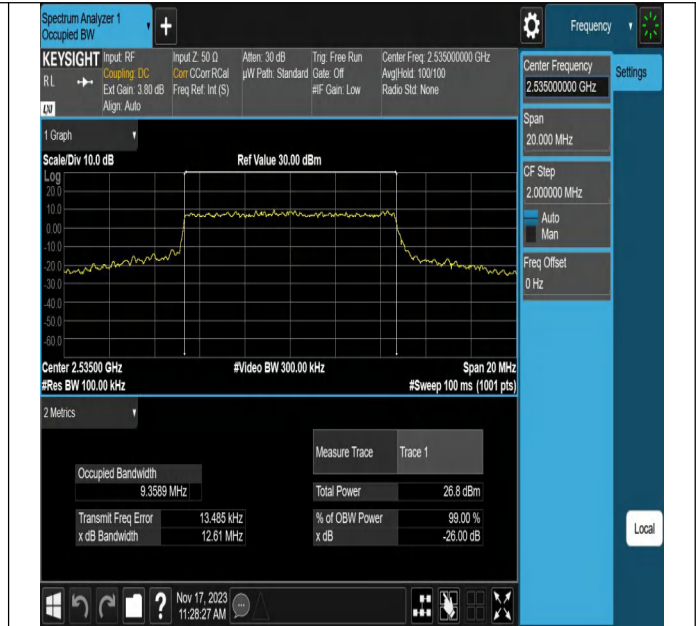 Spectrum Analyzer 1
Occupied BW
+
Frequency
KEYSIGHT
RL
LXI
Input: RF
Coupling: DC
Ext Gain: 3.80 dB
Align: Auto
Input Z: 50 Ω
Corr CCorr RCal
Freq Ref: Int (S)
Atten: 30 dB
µW Path: Standard
Trig: Free Run
Gate: Off
#IF Gain: Low
Center Freq: 2.535000000 GHz
Avg|Hold: 100/100
Radio Std: None
Center Frequency
2.535000000 GHz
Settings
Span
20.000 MHz
CF Step
2.000000 MHz
Auto
Man
Freq Offset
0 Hz
1 Graph
Scale/Div 10.0 dB
Ref Value 30.00 dBm
Log
20.0
10.0
0.00
-10.0
-20.0
-30.0
-40.0
-50.0
-60.0
Center 2.53500 GHz
#Video BW 300.00 kHz
Span 20 MHz
#Res BW 100.00 kHz
#Sweep 100 ms (1001 pts)
2 Metrics
Measure Trace
Trace 1
Occupied Bandwidth
9.3589 MHz
Total Power
26.8 dBm
Transmit Freq Error
13.485 kHz
% of OBW Power
99.00 %
x dB Bandwidth
12.61 MHz
x dB
-26.00 dB
Local
?
Nov 17, 2023
11:28:27 AM